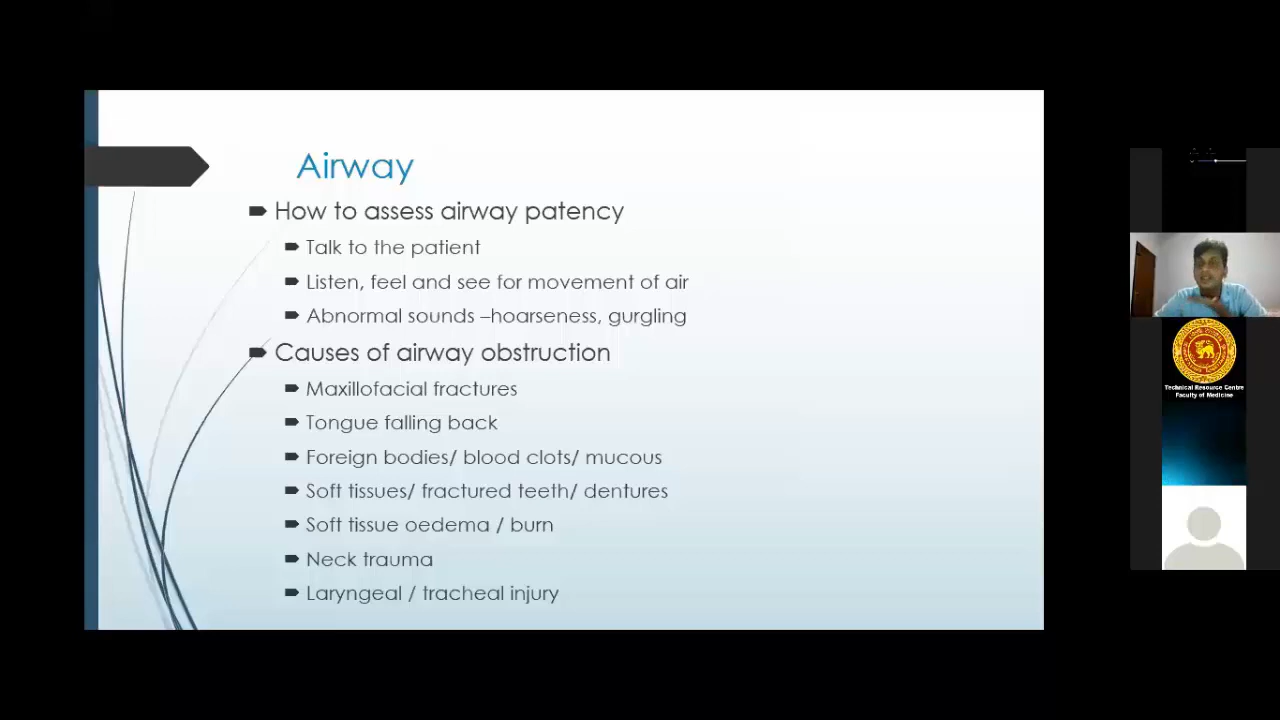 Airway
How to assess airway patency
Talk to the patient
Listen, feel and see for movement of air
Abnormal sounds –hoarseness, gurgling
Causes of airway obstruction
Maxillofacial fractures
Tongue falling back
Foreign bodies/ blood clots/ mucous
Soft tissues/ fractured teeth/ dentures
Soft tissue oedema / burn
Neck trauma
Laryngeal / tracheal injury
Technical Resource Centre
Faculty of Medicine